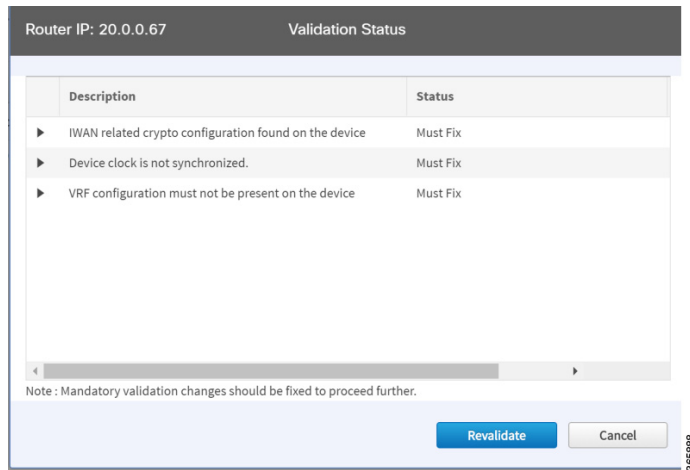 Router IP: 20.0.0.67 Validation Status
Description Status
IWAN related crypto configuration found on the device Must Fix
Device clock is not synchronized. Must Fix
VRF configuration must not be present on the device Must Fix
Note : Mandatory validation changes should be fixed to proceed further.
Revalidate Cancel